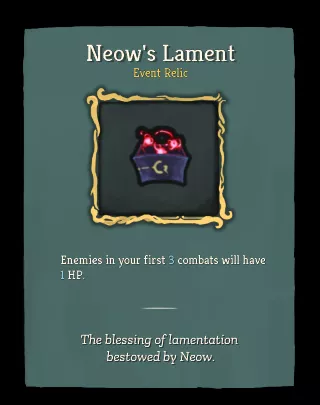 Neow's Lament
Event Relic
Enemies in your first 3 combats will have
1 HP.
The blessing of lamentation
bestowed by Neow.